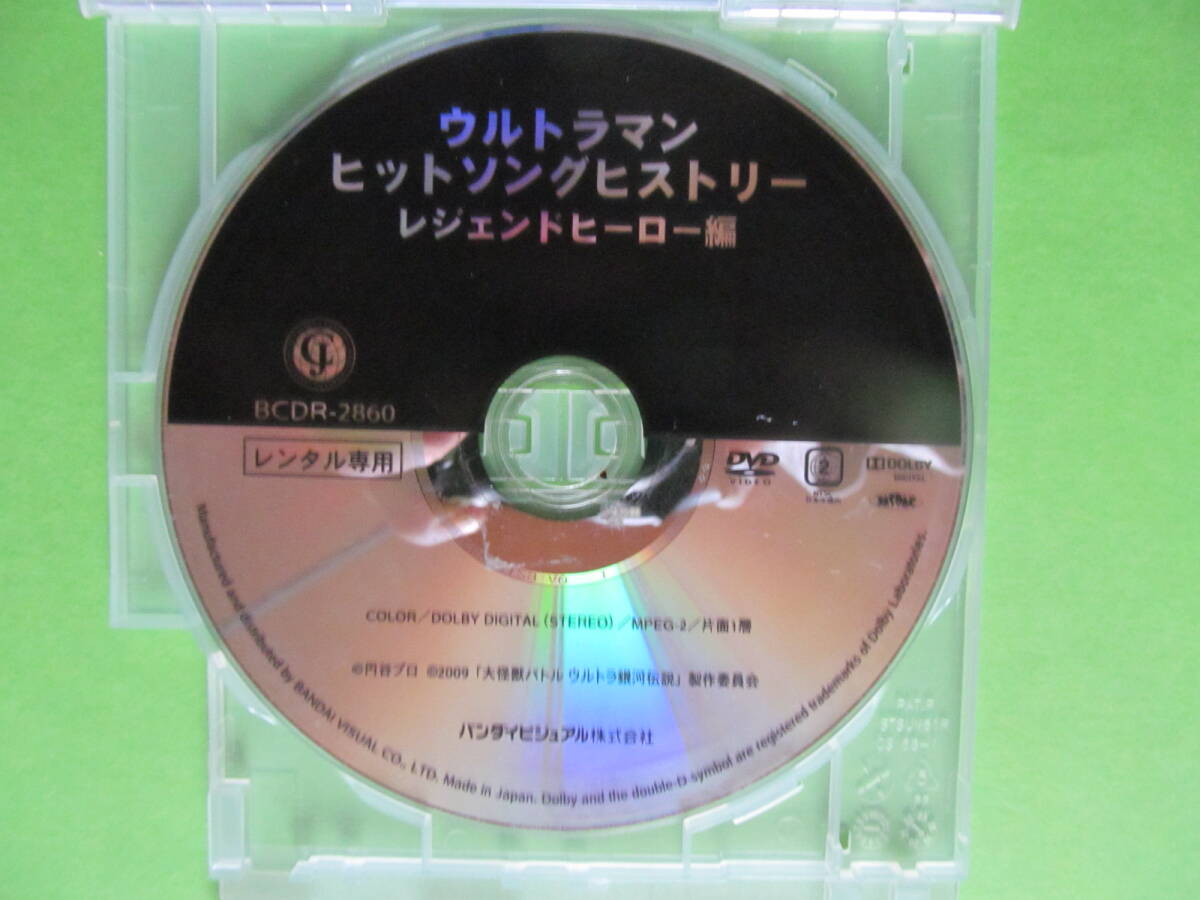 ウルトラマン
ヒットソングヒストリー
レジェンドヒーロー編
BCDR-2860
レンタル専用
DVD
VIDEO
2
DOLBY
DIGITAL
COLOR/DOLBY DIGITAL (STEREO)/MPEG-2/片面1層
©円谷プロ ©2009「大怪獣バトル ウルトラ銀河伝説」製作委員会
バンダイビジュアル株式会社
Manufactured and distributed by BANDAI VISUAL CO., LTD. Made in Japan. Dolby and the double-D symbol are registered trademarks of Dolby Laboratories.